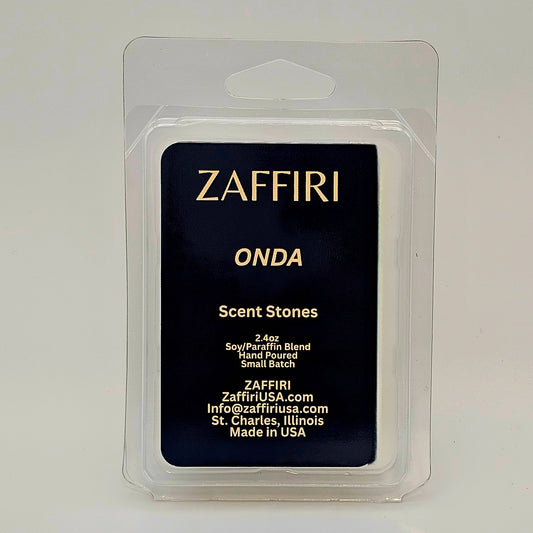 ZAFFIRI
ONDA
Scent Stones
2.4oz
Soy/Paraffin Blend
Hand Poured
Small Batch
ZAFFIRI
ZaffiriUSA.com
Info@zaffiriusa.com
St. Charles, Illinois
Made in USA